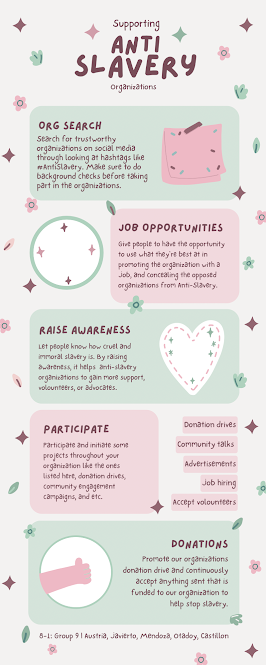 Supporting
ANTI
SLAVERY
Organizations
ORG SEARCH
Search for trustworthy
organizations on social media
through looking at hashtags like
#AntiSlavery. Make sure to do
background checks before taking
part in the organizations.
JOB OPPORTUNITIES
Give people to have the opportunity
to use what they're best at in
promoting the organization with a
Job, and concealing the opposed
organizations from Anti-Slavery.
RAISE AWARENESS
Let people know how cruel and
immoral slavery is. By raising
awareness, it helps anti-slavery
organizations to gain more support,
volunteers, or advocates.
PARTICIPATE
Participate and initiate some
projects throughout your
organization like the ones
listed here, donation drives,
community engagement
campaigns, and etc.
Donation drives
Community talks
Advertisements
Job hiring
Accept volounteers
DONATIONS
Promote our organizations
donation drive and continuously
accept anything sent that is
funded to our organization to
help stop slavery.
8-L: Group 9 | Austria, Javierto, Mendoza, Otadoy, Castillon